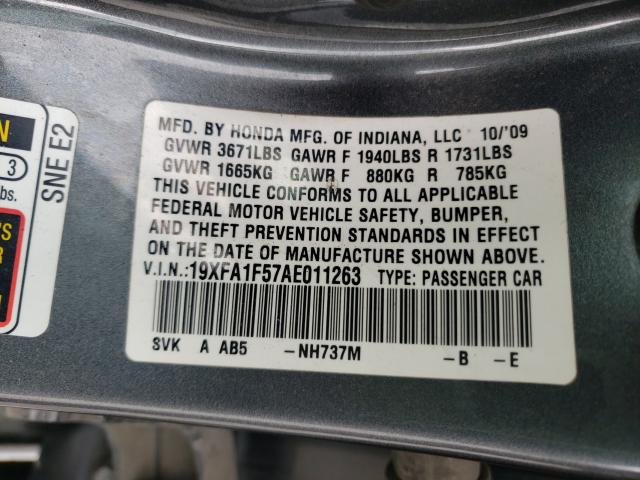 MFD. BY HONDA MFG. OF INDIANA, LLC 10/'09
GVWR 3671LBS GAWR F 1940LBS R 1731LBS
GVWR 1665KG GAWR F 880KG R 785KG
THIS VEHICLE CONFORMS TO ALL APPLICABLE
FEDERAL MOTOR VEHICLE SAFETY, BUMPER,
AND THEFT PREVENTION STANDARDS IN EFFECT
ON THE DATE OF MANUFACTURE SHOWN ABOVE.
V.I.N.:19XFA1F57AE011263 TYPE: PASSENGER CAR
SVK A AB5 -NH737M -B -E
SNE E2
N
3
bs.
'S
R